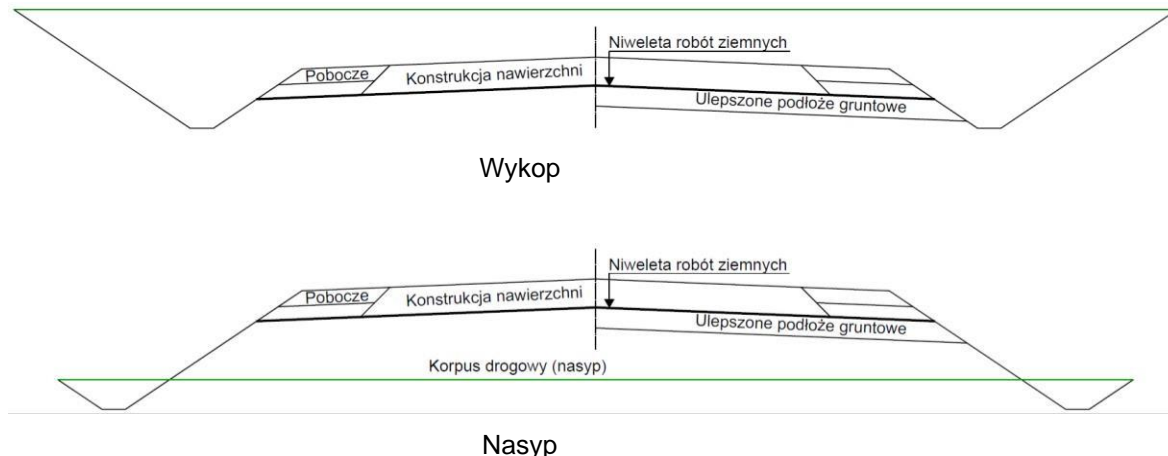 Niweleta robót ziemnych
Pobocze
Konstrukcja nawierzchni
Ulepszone podłoże gruntowe
Wykop
Niweleta robót ziemnych
Pobocze
Konstrukcja nawierzchni
Ulepszone podłoże gruntowe
Korpus drogowy (nasyp)
Nasyp